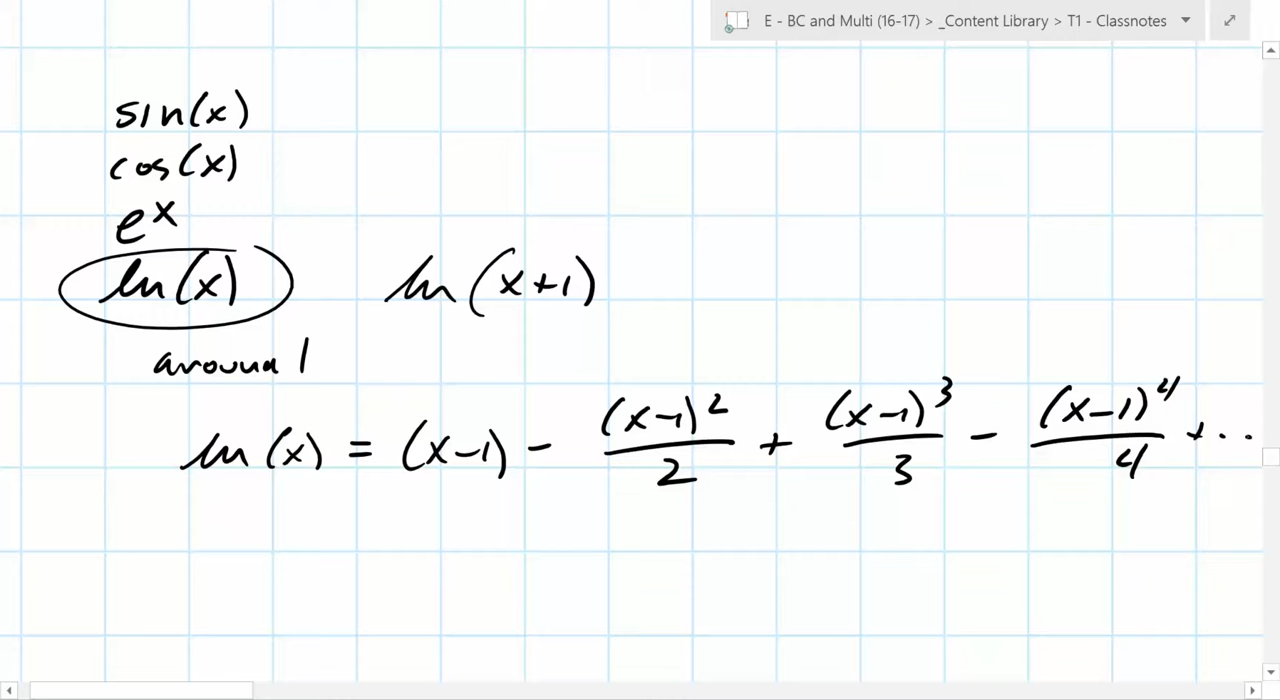 E - BC and Multi (16-17) > _Content Library > T1 - Classnotes
sin(x)
cos(x)
e^x
ln(x) ln(x+1)
around 1
ln(x) = (x-1) - (x-1)^2/2 + (x-1)^3/3 - (x-1)^4/4 + ..